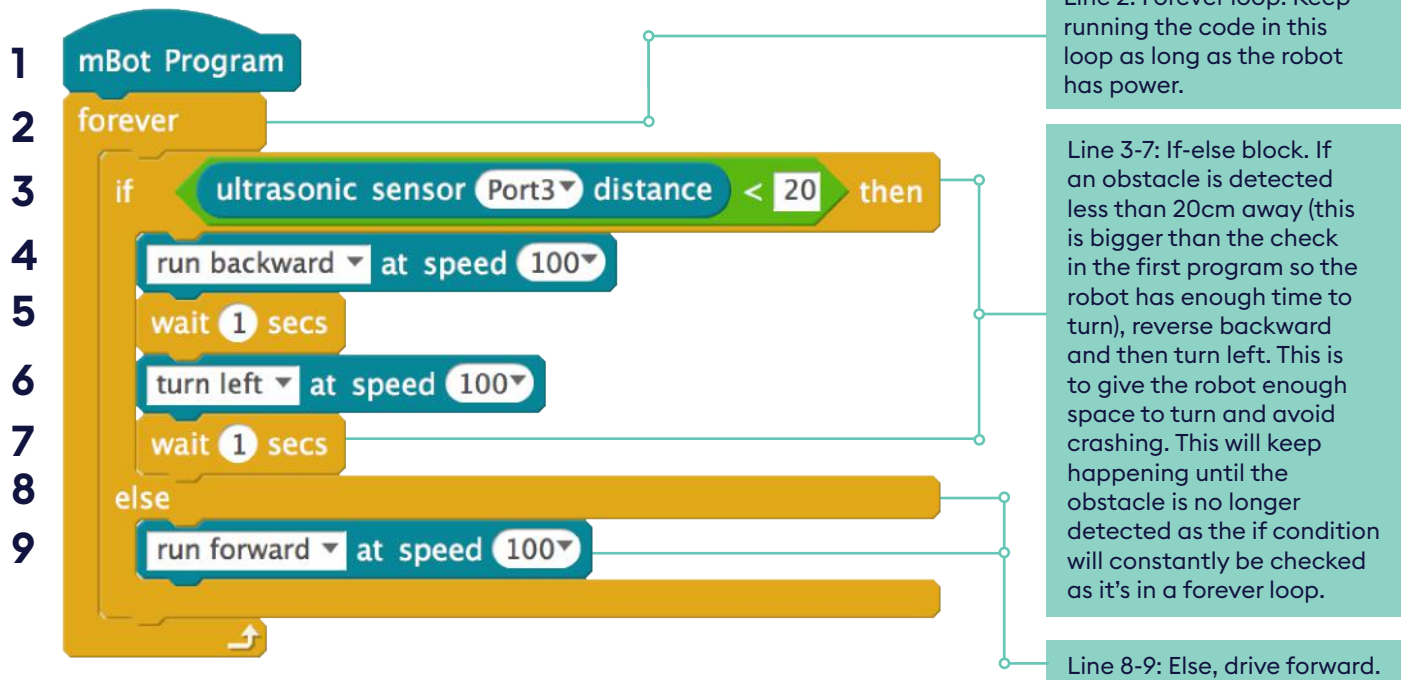 1
mBot Program
2
forever
3
if ultrasonic sensor Port3 distance < 20 then
4
run backward at speed 100
5
wait 1 secs
6
turn left at speed 100
7
wait 1 secs
8
else
9
run forward at speed 100
Line 2: Forever loop. Keep
running the code in this
loop as long as the robot
has power.
Line 3-7: If-else block. If
an obstacle is detected
less than 20cm away (this
is bigger than the check
in the first program so the
robot has enough time to
turn), reverse backward
and then turn left. This is
to give the robot enough
space to turn and avoid
crashing. This will keep
happening until the
obstacle is no longer
detected as the if condition
will constantly be checked
as it's in a forever loop.
Line 8-9: Else, drive forward.